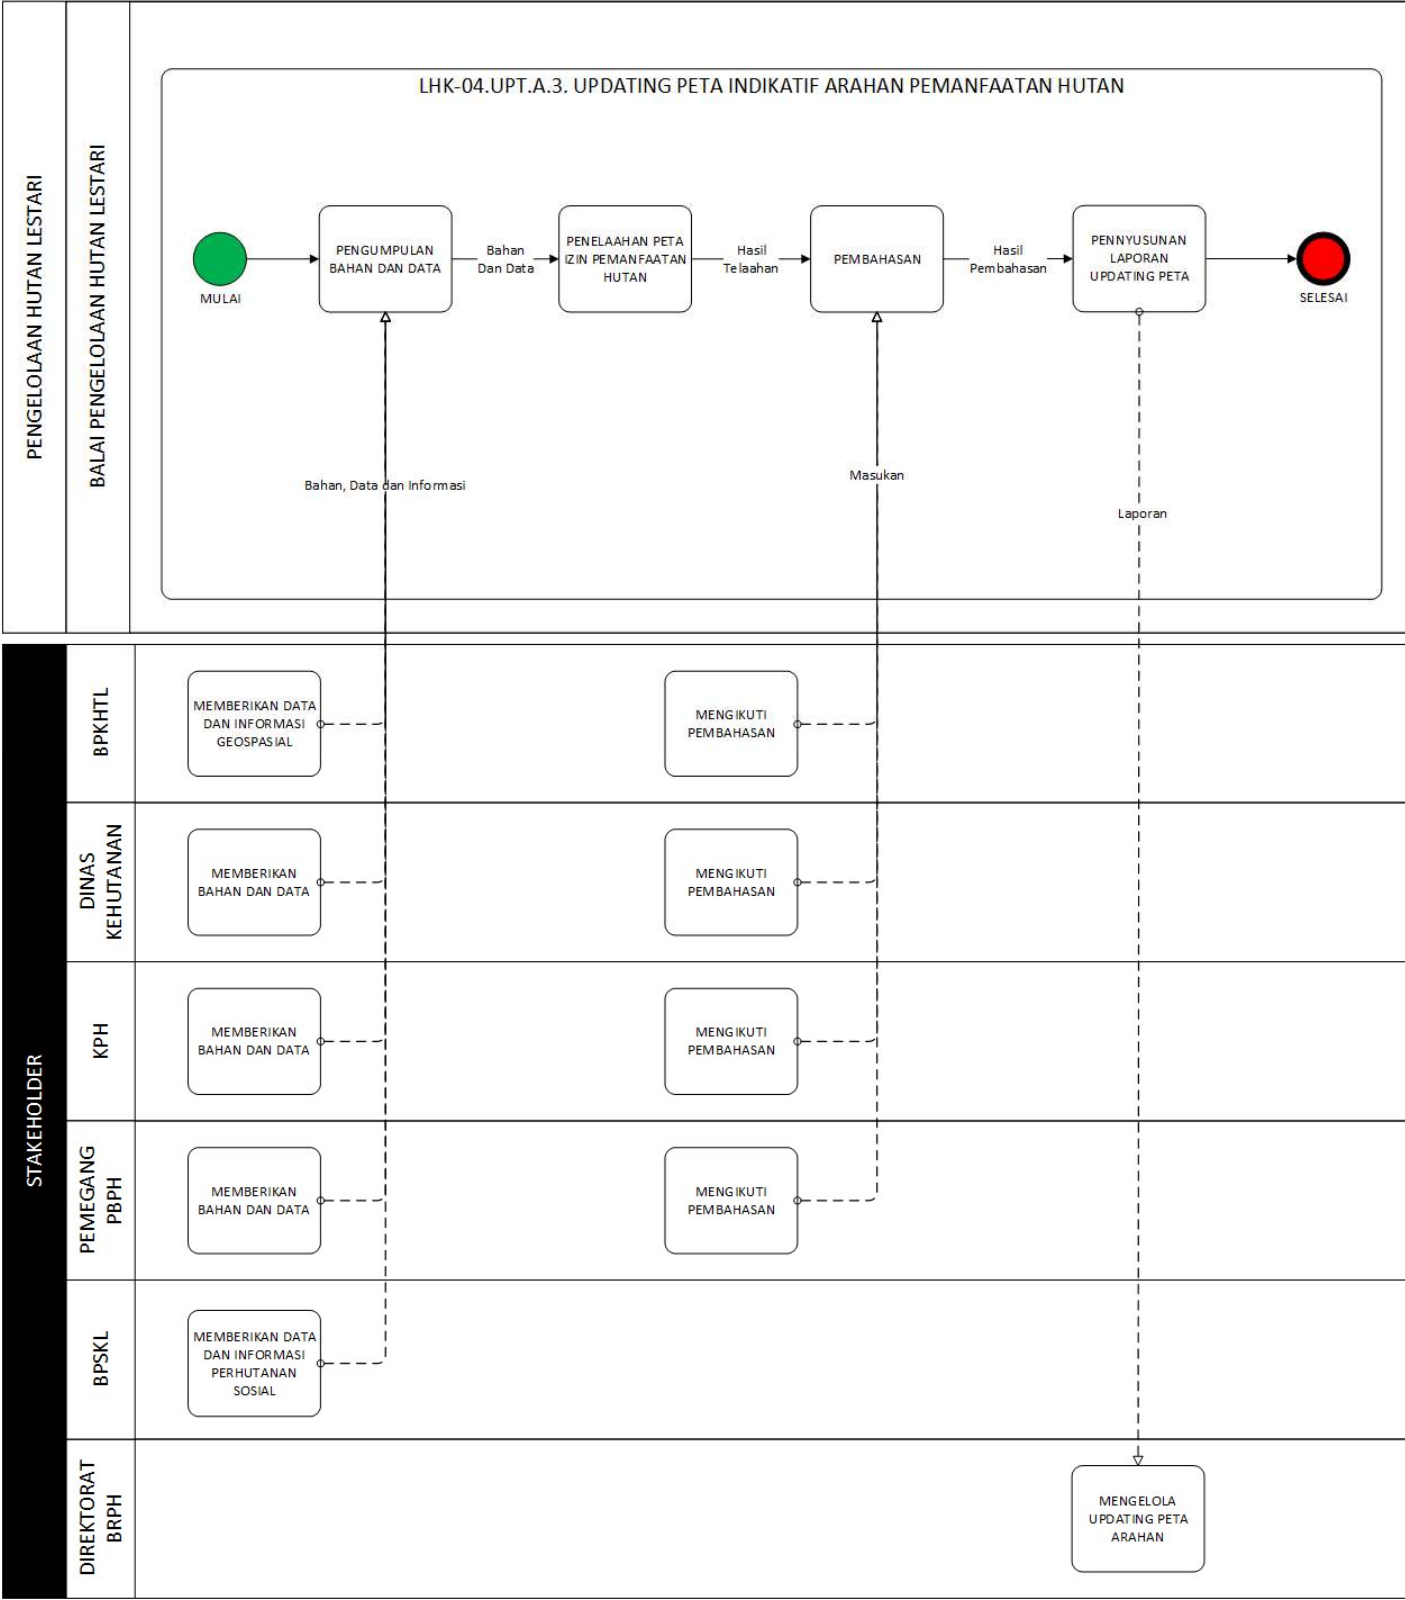 PENGELOLAAN HUTAN LESTARI
BALAI PENGELOLAAN HUTAN LESTARI
LHK-04.UPT.A.3. UPDATING PETA INDIKATIF ARAHAN PEMANFAATAN HUTAN
MULAI
PENGUMPULAN
BAHAN DAN DATA
Bahan
Dan Data
PENELAAHAN PETA
IZIN PEMANFAATAN
HUTAN
Hasil
Telaahan
PEMBAHASAN
Hasil
Pembahasan
PENNYUSUNAN
LAPORAN
UPDATING PETA
SELESAI
Bahan, Data dan Informasi
Masukan
Laporan
STAKEHOLDER
BPKHTL
MEMBERIKAN DATA
DAN INFORMASI
GEOSPASIAL
MENGIKUTI
PEMBAHASAN
DINAS
KEHUTANAN
MEMBERIKAN
BAHAN DAN DATA
MENGIKUTI
PEMBAHASAN
KPH
MEMBERIKAN
BAHAN DAN DATA
MENGIKUTI
PEMBAHASAN
PEMEGANG
PBPH
MEMBERIKAN
BAHAN DAN DATA
MENGIKUTI
PEMBAHASAN
BPSKL
MEMBERIKAN DATA
DAN INFORMASI
PERHUTANAN
SOSIAL
DIREKTORAT
BRPH
MENGELOLA
UPDATING PETA
ARAHAN